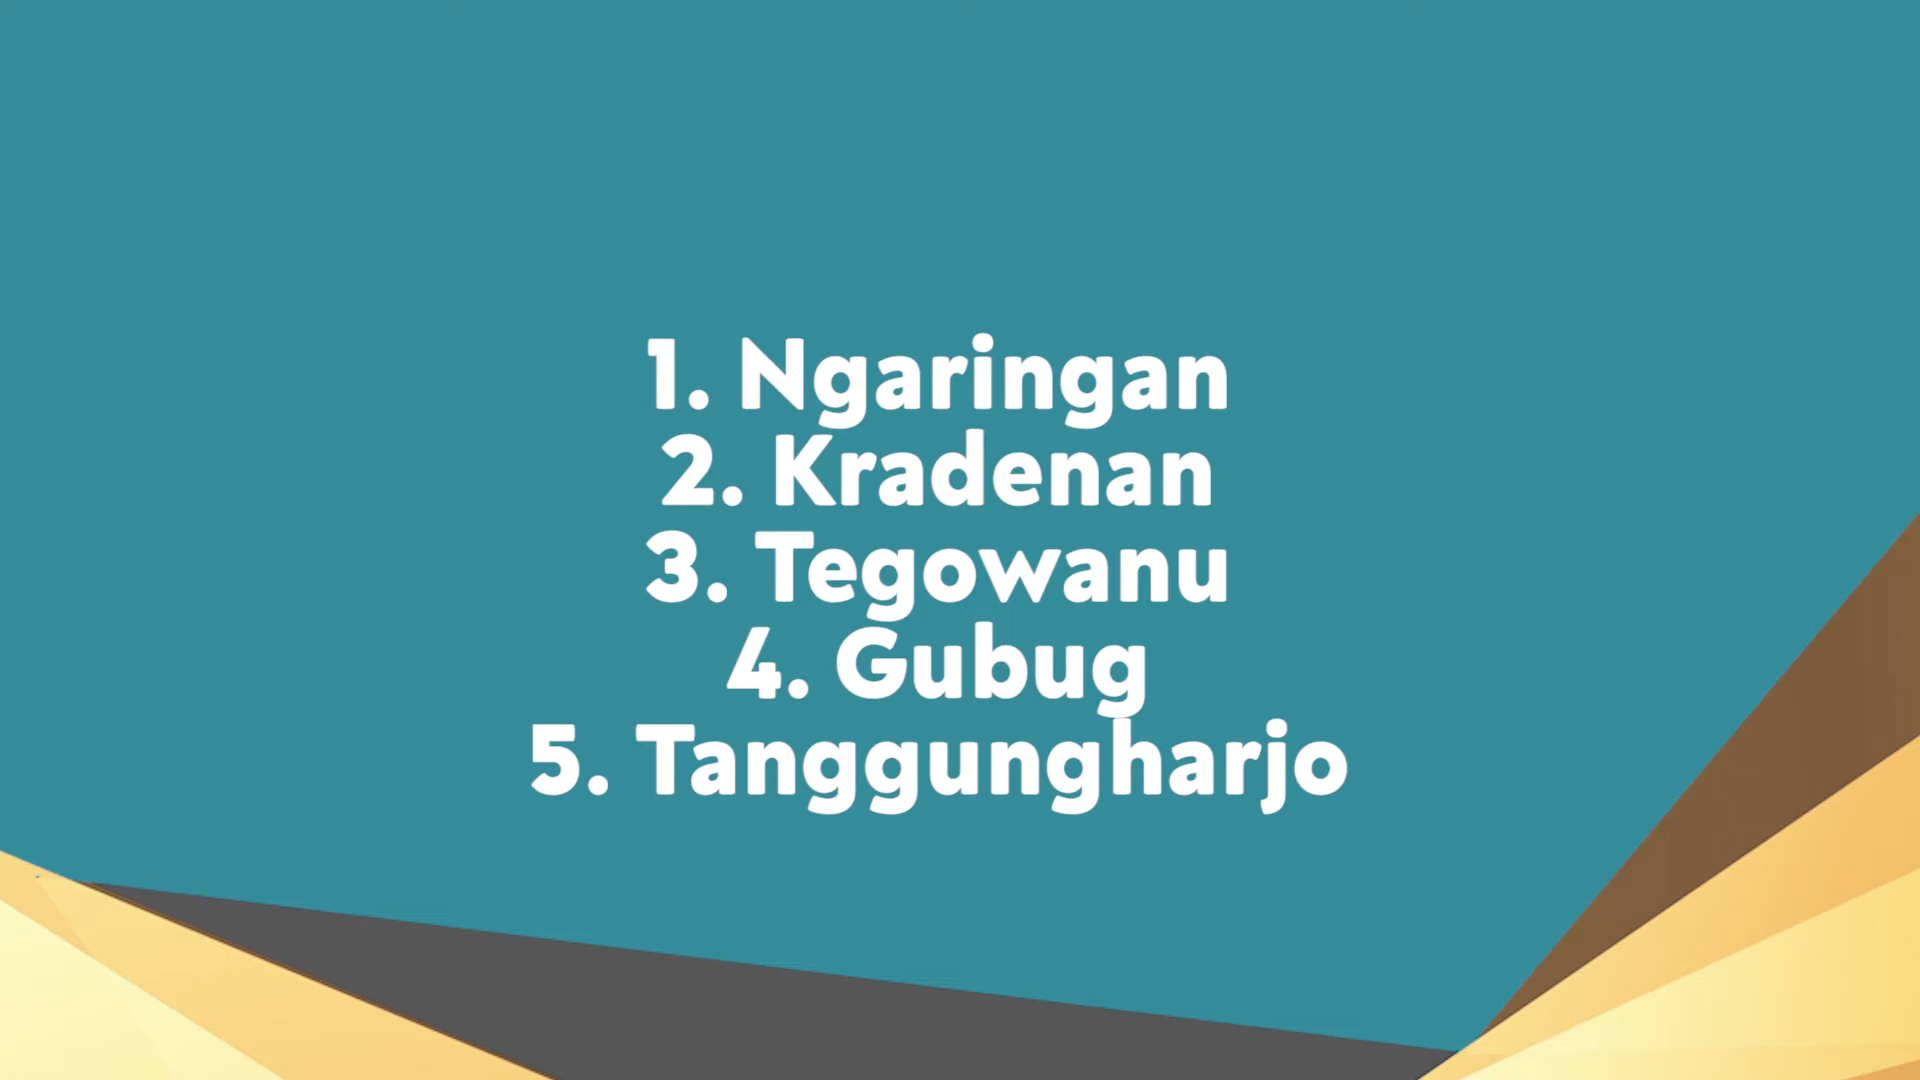 1. Ngaringan
2. Kradenan
3. Tegowanu
4. Gubug
5. Tanggungharjo